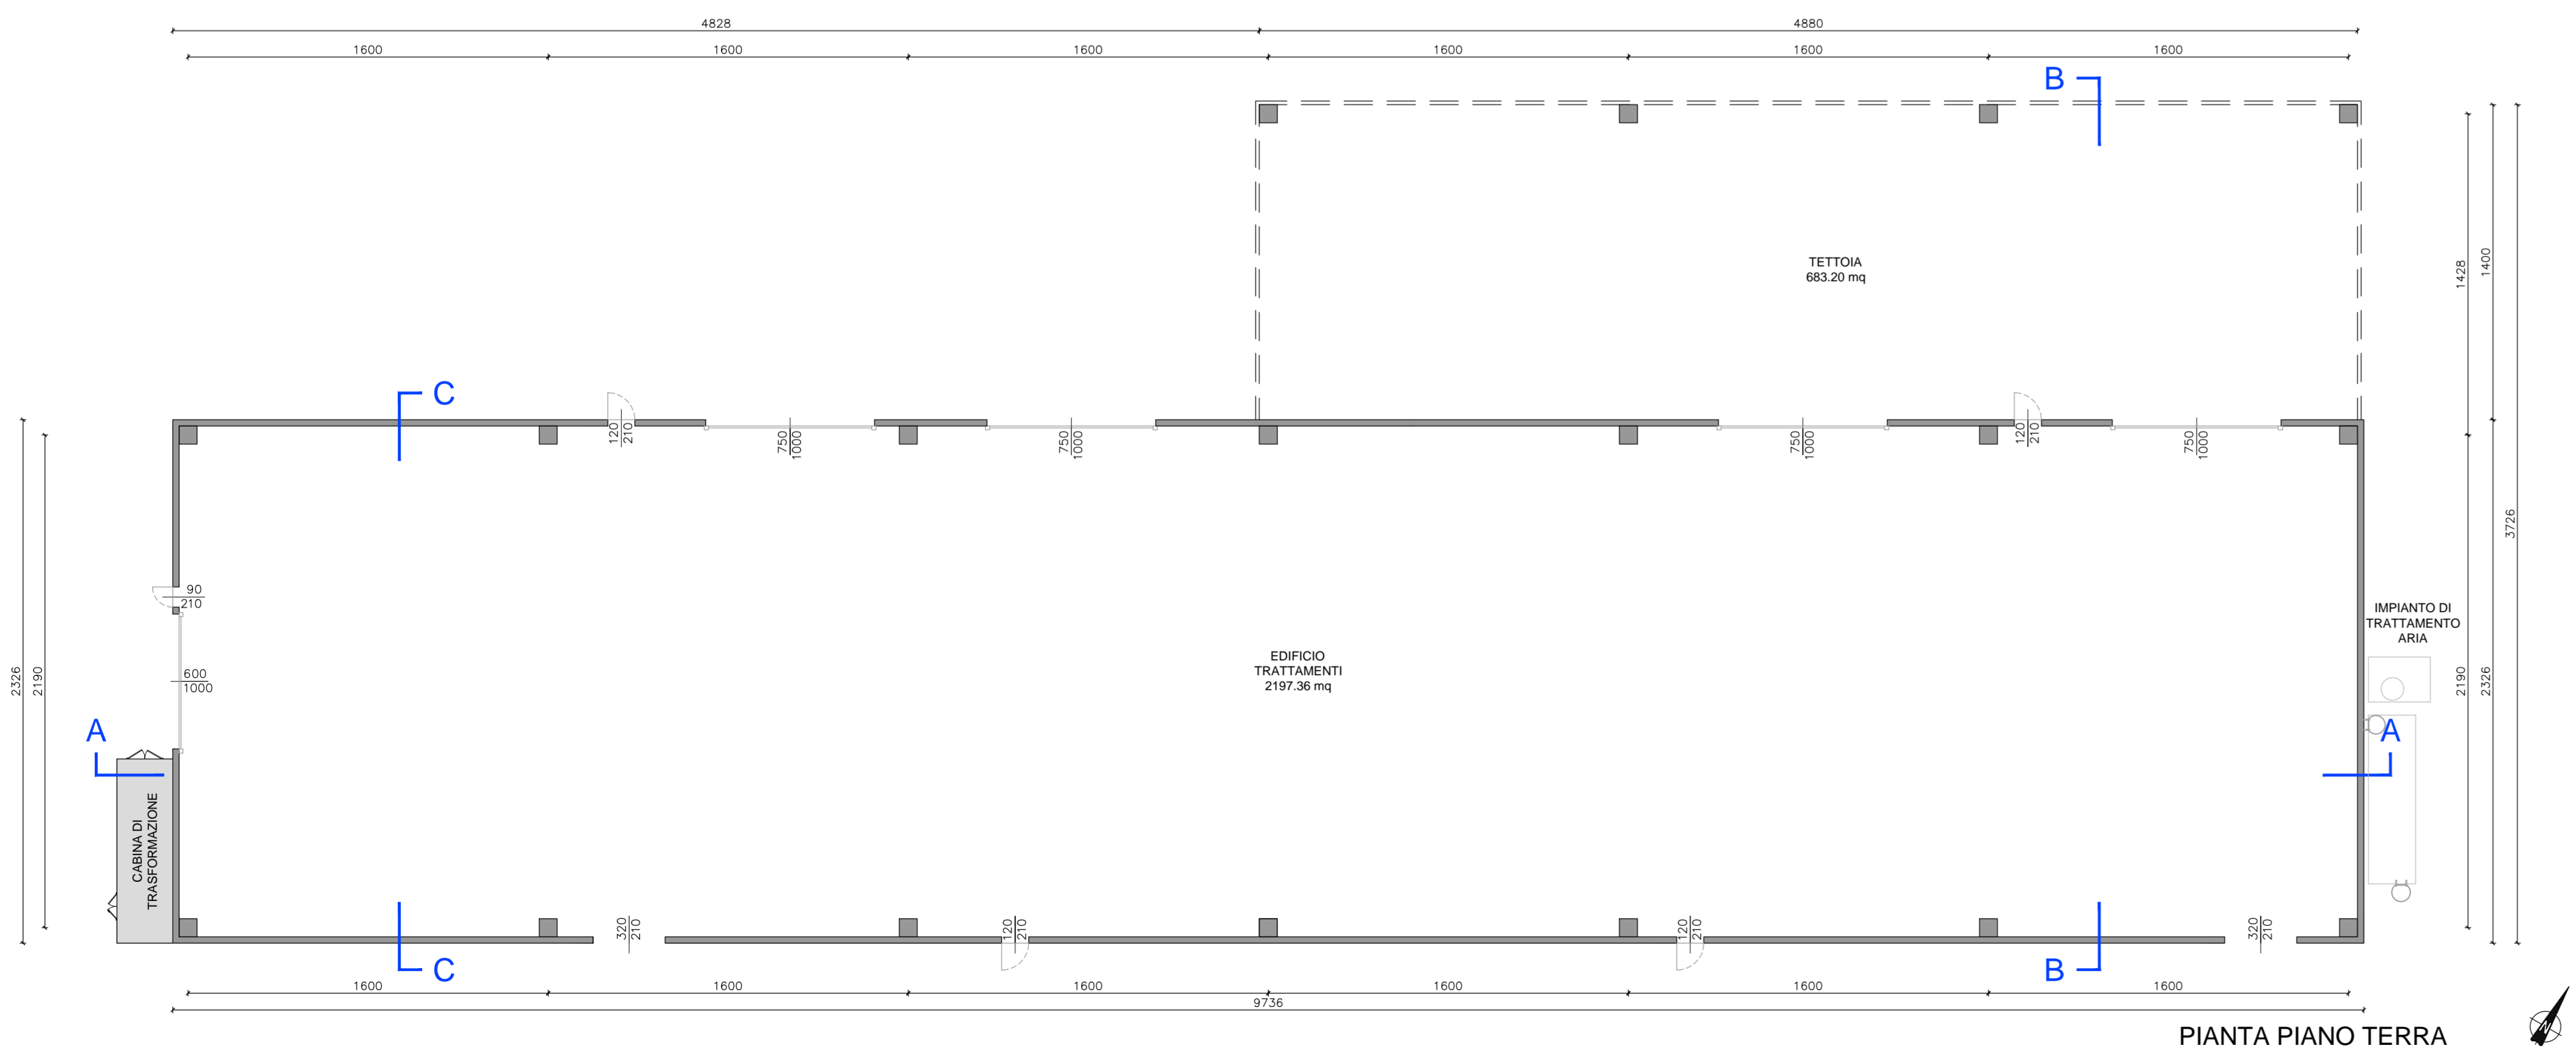 4828
4880
1600
1600
1600
1600
1600
1600
B
TETTOIA
683.20 mq
1428
1400
3726
C
120
210
750
1000
750
1000
750
1000
120
210
750
1000
2326
2190
90
210
600
1000
EDIFICIO
TRATTAMENTI
2197.36 mq
IMPIANTO DI
TRATTAMENTO
ARIA
2190
2326
A
A
CABINA DI
TRASFORMAZIONE
320
210
120
210
120
210
320
210
C
B
1600
1600
1600
1600
1600
1600
9736
PIANTA PIANO TERRA